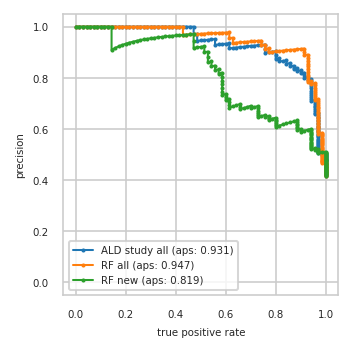 1.0
0.8
0.6
0.4
0.2
0.0
precision
ALD study all (aps: 0.931)
RF all (aps: 0.947)
RF new (aps: 0.819)
0.0 0.2 0.4 0.6 0.8 1.0
true positive rate